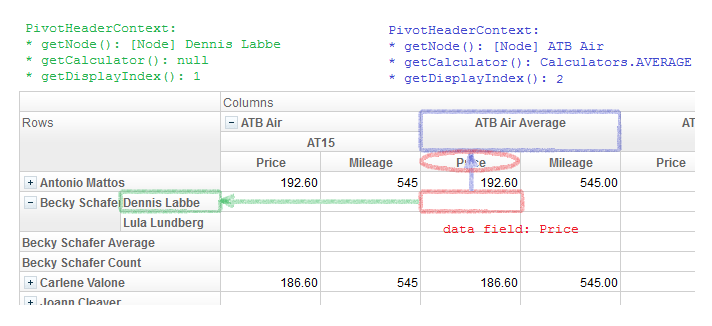 PivotHeaderContext:
* getNode(): [Node] Dennis Labbe
* getCalculator(): null
* getDisplayIndex(): 1
PivotHeaderContext:
* getNode(): [Node] ATB Air
* getCalculator(): Calculators.AVERAGE
* getDisplayIndex(): 2
Columns
Rows
ATB Air
ATB Air Average
AT
AT15
Price Mileage Price Mileage Price
Antonio Mattos 192.60 545 192.60 545.00
Becky Schafer Dennis Labbe
Lula Lundberg
data field: Price
Becky Schafer Average
Becky Schafer Count
Carlene Valone 186.60 545 186.60 545.00
Joann Cleaver